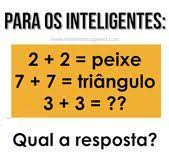 PARA OS INTELIGENTES:
2 + 2 = peixe
7 + 7 = triângulo
3 + 3 = ??
Qual a resposta?